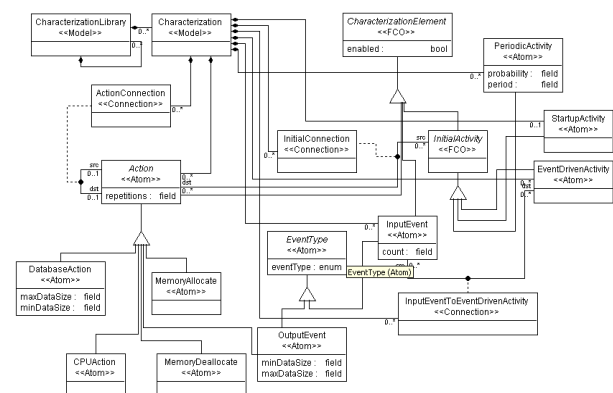 CharacterizationLibrary
<<Model>>
0..*
Characterization
<<Model>>
CharacterizationElement
<<FCO>>
enabled : bool
PeriodicActivity
<<Atom>>
probability : field
period : field
0..*
ActionConnection
<<Connection>>
0..*
StartupActivity
<<Atom>>
0..1
InitialConnection
<<Connection>>
0..*
src
0..*
InitialActivity
<<FCO>>
EventDrivenActivity
<<Atom>>
0..*
dst
0..*
src
0..1
dst
0..1
Action
<<Atom>>
repetitions : field
0..*
dst
0..*
InputEvent
<<Atom>>
count : field
0..*
EventType
<<Atom>>
eventType : enum
EventType (Atom)
src
0..*
DatabaseAction
<<Atom>>
maxDataSize : field
minDataSize : field
MemoryAllocate
<<Atom>>
InputEventToEventDrivenActivity
<<Connection>>
0..*
OutputEvent
<<Atom>>
minDataSize : field
maxDataSize : field
CPUAction
<<Atom>>
MemoryDeallocate
<<Atom>>